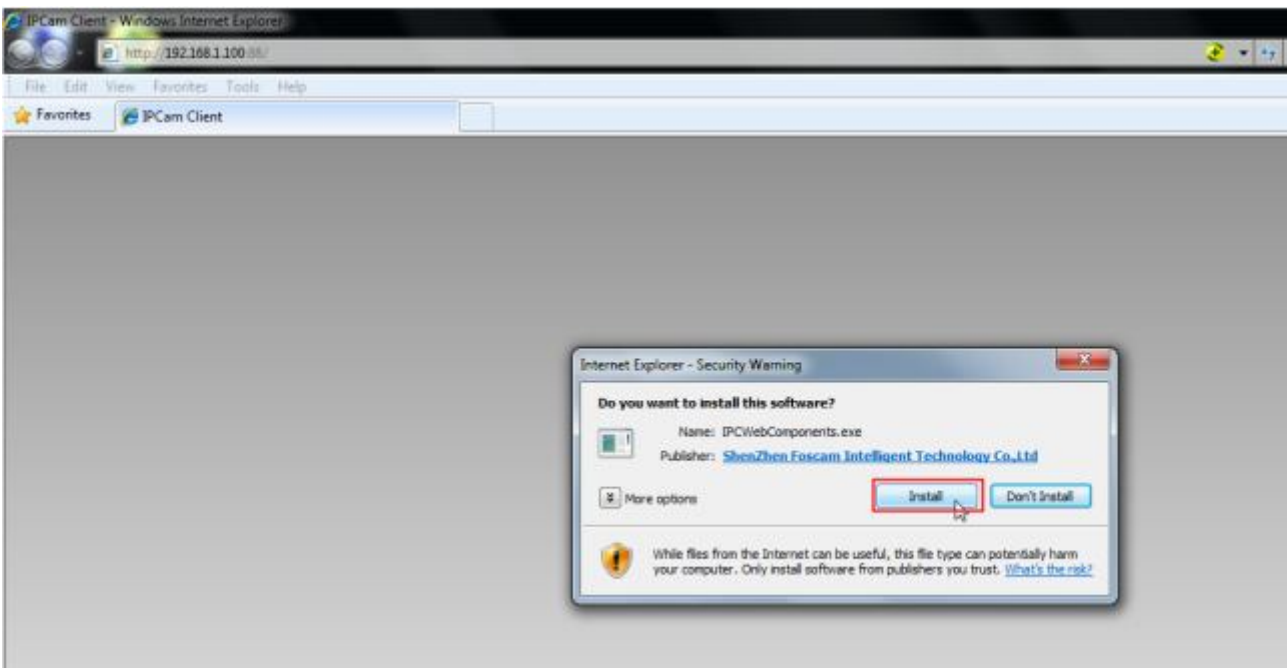 IPCam Client - Windows Internet Explorer
http://192.168.1.100:88/
File Edit View Favorites Tools Help
Favorites IPCam Client
Internet Explorer - Security Warning
Do you want to install this software?
Name: IPCWebComponents.exe
Publisher: ShenZhen Foscam Intelligent Technology Co.,Ltd
More options Install Don't Install
While files from the Internet can be useful, this file type can potentially harm
your computer. Only install software from publishers you trust. What's the risk?